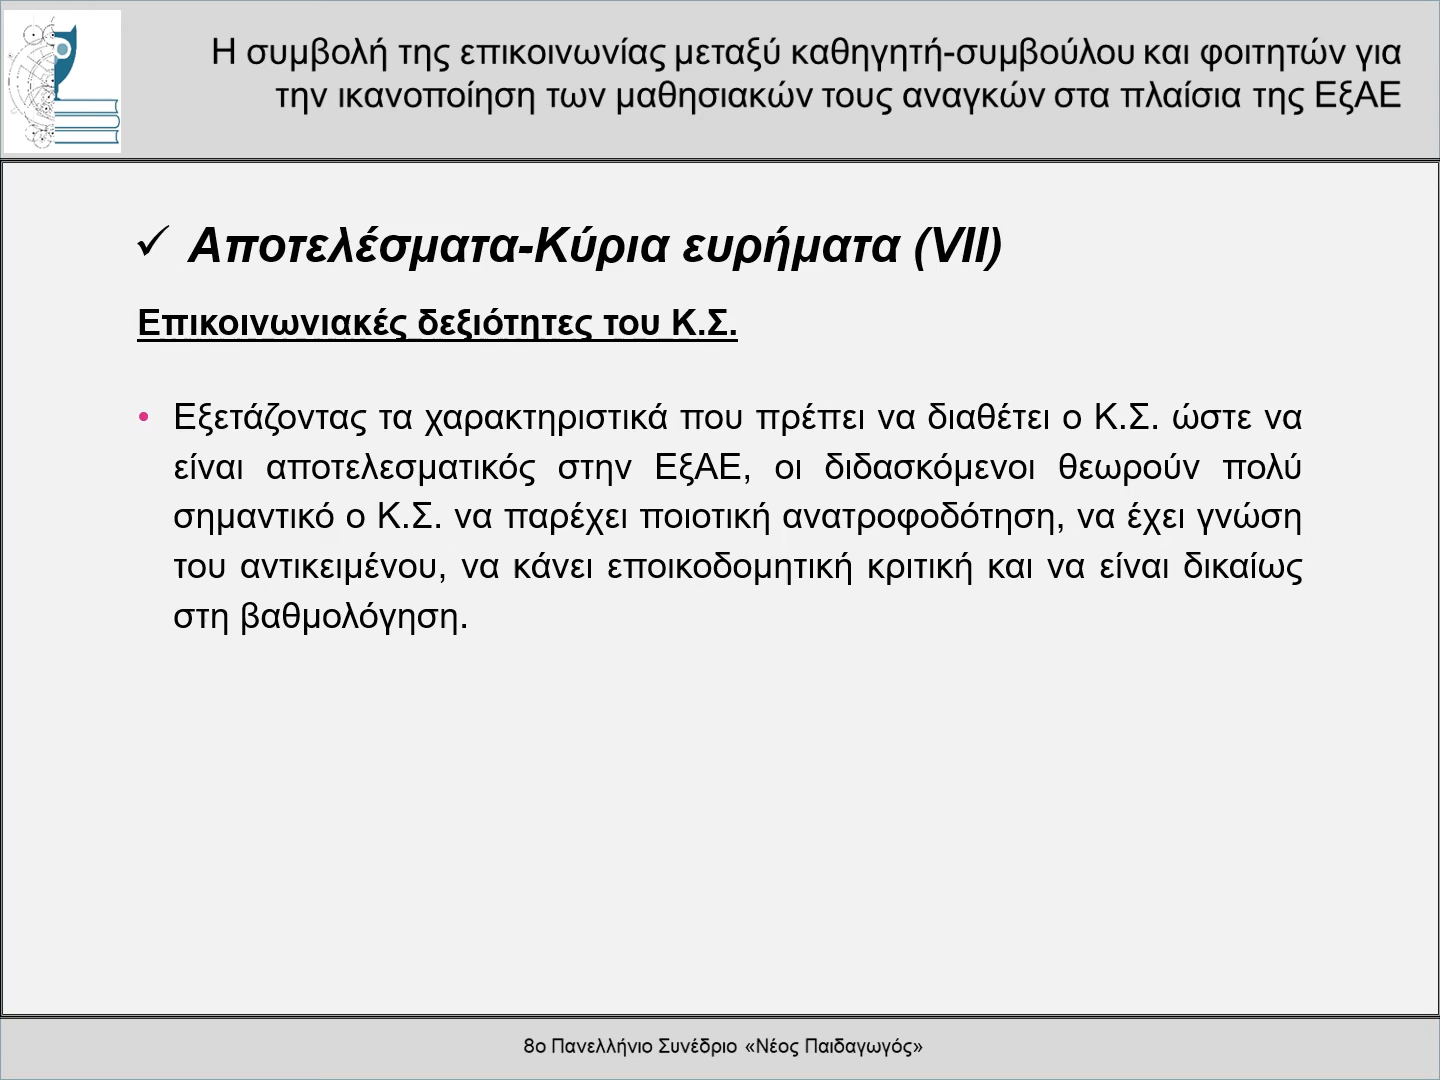 Η συμβολή της επικοινωνίας μεταξύ καθηγητή-συμβούλου και φοιτητών για
την ικανοποίηση των μαθησιακών τους αναγκών στα πλαίσια της ΕξΑΕ
✓ Αποτελέσματα-Κύρια ευρήματα (VII)
Επικοινωνιακές δεξιότητες του Κ.Σ.
• Εξετάζοντας τα χαρακτηριστικά που πρέπει να διαθέτει ο Κ.Σ. ώστε να
είναι αποτελεσματικός στην ΕξΑΕ, οι διδασκόμενοι θεωρούν πολύ
σημαντικό ο Κ.Σ. να παρέχει ποιοτική ανατροφοδότηση, να έχει γνώση
του αντικειμένου, να κάνει εποικοδομητική κριτική και να είναι δικαίως
στη βαθμολόγηση.
8ο Πανελλήνιο Συνέδριο «Νέος Παιδαγωγός»